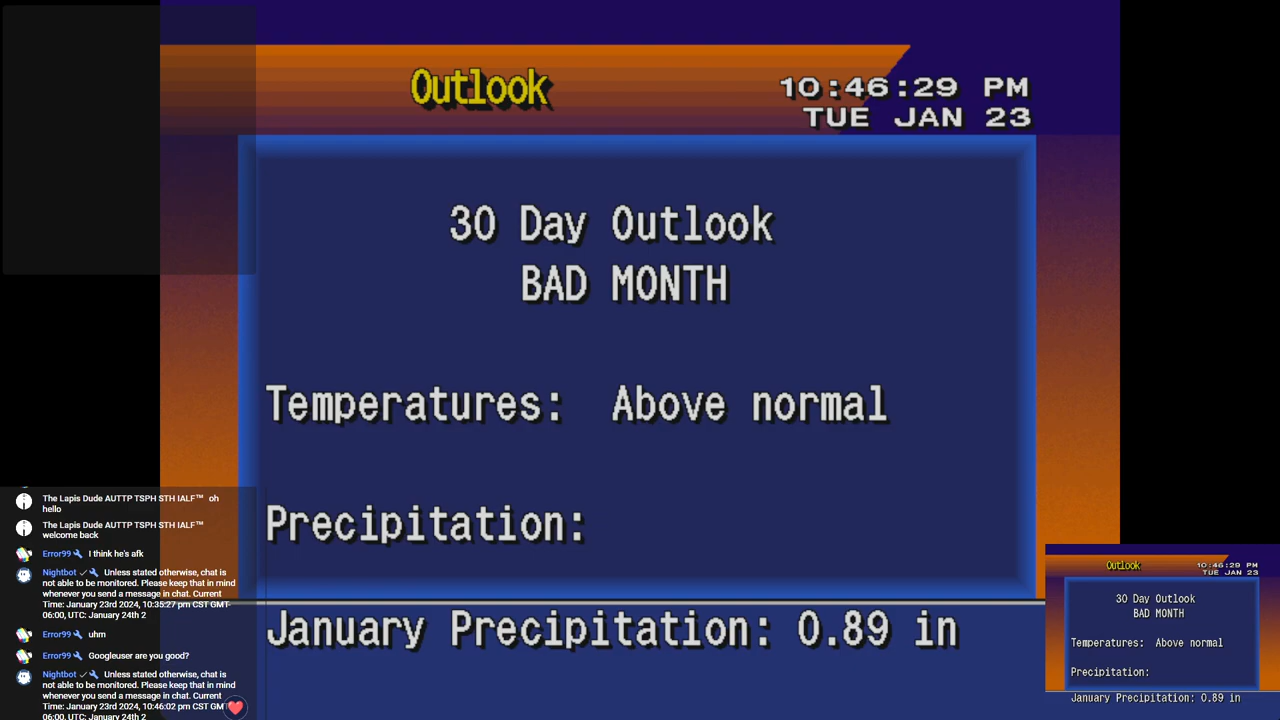 Outlook
10:46:29 PM
TUE JAN 23
30 Day Outlook
BAD MONTH
Temperatures: Above normal
Precipitation:
January Precipitation: 0.89 in
The Lapis Dude AUTTP TSPH STH IALF™ oh
hello
The Lapis Dude AUTTP TSPH STH IALF™
welcome back
Error99 I think he's afk
Nightbot Unless stated otherwise, chat is
not able to be monitored. Please keep that in mind
whenever you send a message in chat. Current
Time: January 23rd 2024, 10:35:27 pm CST GMT-
06:00, UTC: January 24th 2
Error99 uhm
Error99 Googleuser are you good?
Nightbot Unless stated otherwise, chat is
not able to be monitored. Please keep that in mind
whenever you send a message in chat. Current
Time: January 23rd 2024, 10:46:02 pm CST GMT
06:00, UTC: January 24th 2
Outlook
10:46:29 PM
TUE JAN 23
30 Day Outlook
BAD MONTH
Temperatures: Above normal
Precipitation:
January Precipitation: 0.89 in